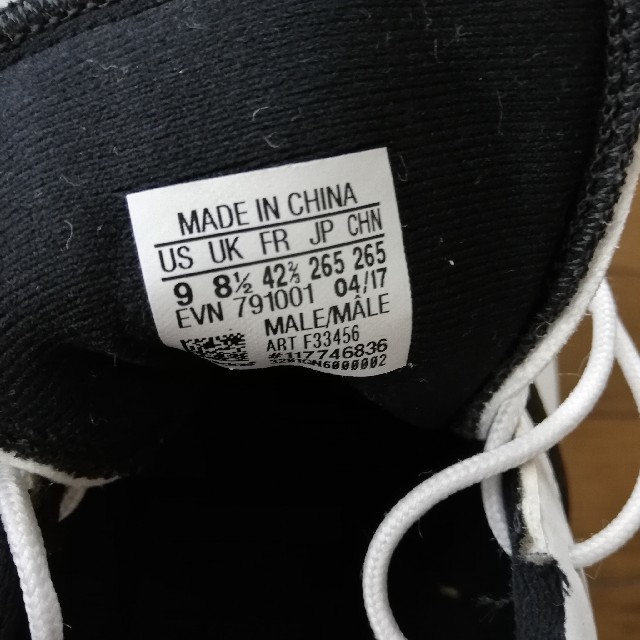 MADE IN CHINA
US UK FR JP CHN
9 8½ 42⅔ 265 265
EVN 791001 04/17
MALE/MÂLE
ART F33456